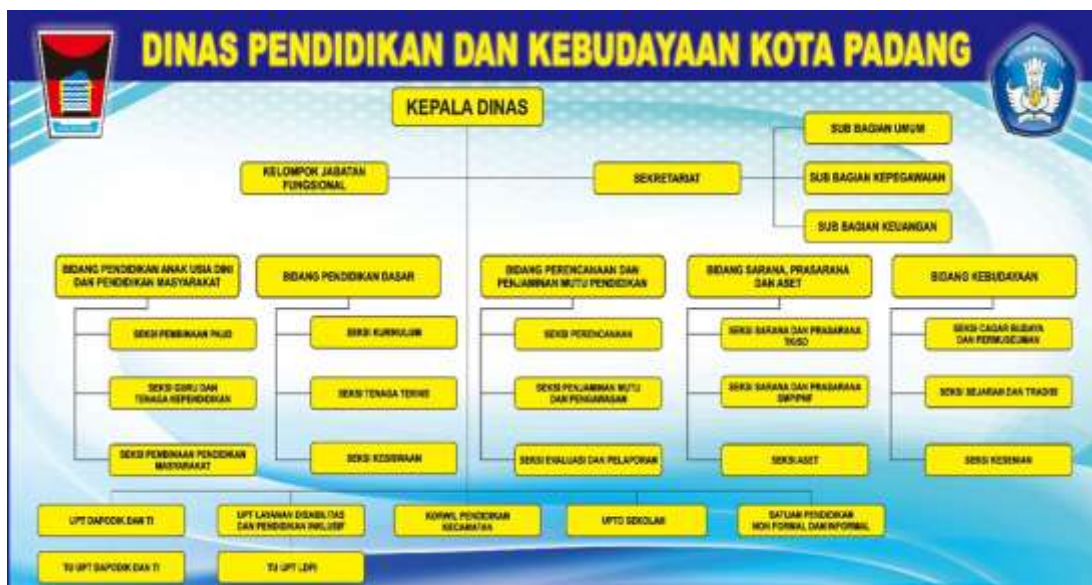 DINAS PENDIDIKAN DAN KEBUDAYAAN KOTA PADANG
KEPALA DINAS
SUB BAGIAN UMUM
KELOMPOK JABATAN
FUNGSIONAL
SEKRETARIAT
SUB BAGIAN KEPEGAWAIAN
SUB BAGIAN KEUANGAN
BIDANG PENDIDIKAN ANAK USIA DINI
DAN PENDIDIKAN MASYARAKAT
BIDANG PENDIDIKAN DASAR
BIDANG PERENCANAAN DAN
PENJAMINAN MUTU PENDIDIKAN
BIDANG SARANA, PRASARANA
DAN ASET
BIDANG KEBUDAYAAN
SEKSI PEMBINAAN PAUD
SEKSI KURIKULUM
SEKSI PERENCANAAN
SEKSI SARANA DAN PRASARANA
TK/SD
SEKSI CAGAR BUDAYA
DAN PERMUSEUMAN
SEKSI GURU DAN
TENAGA KEPENDIDIKAN
SEKSI TENAGA TEKNIS
SEKSI PENJAMINAN MUTU
DAN PENGAWASAN
SEKSI SARANA DAN PRASARANA
SMP/PNF
SEKSI SEJARAH DAN TRADISI
SEKSI PEMBINAAN PENDIDIKAN
MASYARAKAT
SEKSI KESISWAAN
SEKSI EVALUASI DAN PELAPORAN
SEKSI ASET
SEKSI KESENIAN
UPT DAPODIK DAN TI
UPT LAYANAN DISABILITAS
DAN PENDIDIKAN INKLUSIF
KORWIL PENDIDIKAN
KECAMATAN
UPTD SEKOLAH
SATUAN PENDIDIKAN
NON FORMAL DAN INFORMAL
TU UPT DAPODIK DAN TI
TU UPT LDPI